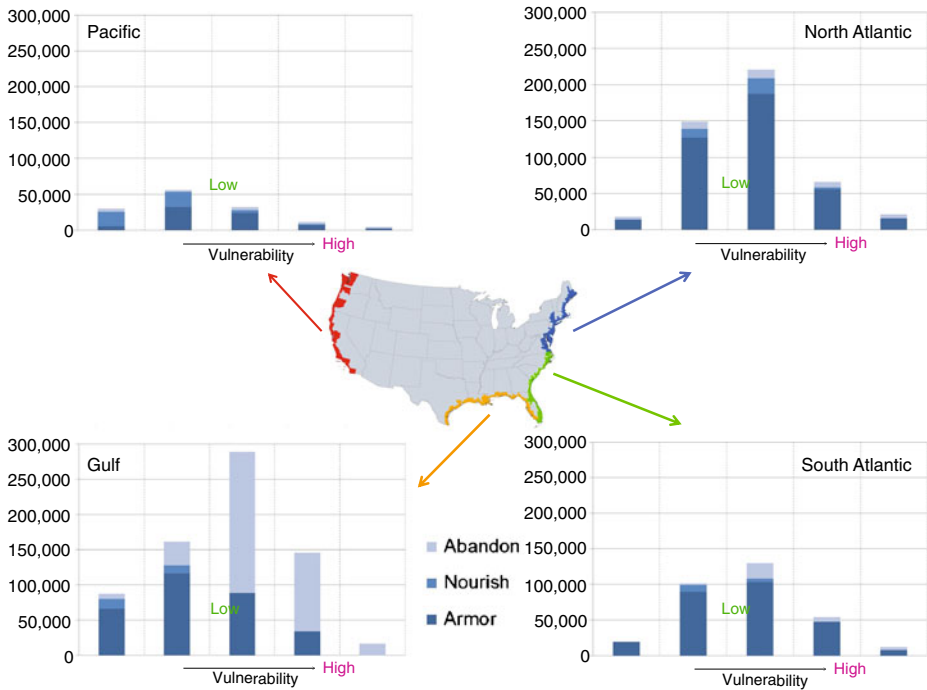 300,000
250,000
200,000
150,000
100,000
50,000
0
Pacific
Low
High
Vulnerability
300,000
250,000
200,000
150,000
100,000
50,000
0
North Atlantic
Low
High
Vulnerability
300,000
250,000
200,000
150,000
100,000
50,000
0
Gulf
Low
High
Vulnerability
Abandon
Nourish
Armor
300,000
250,000
200,000
150,000
100,000
50,000
0
South Atlantic
Low
High
Vulnerability